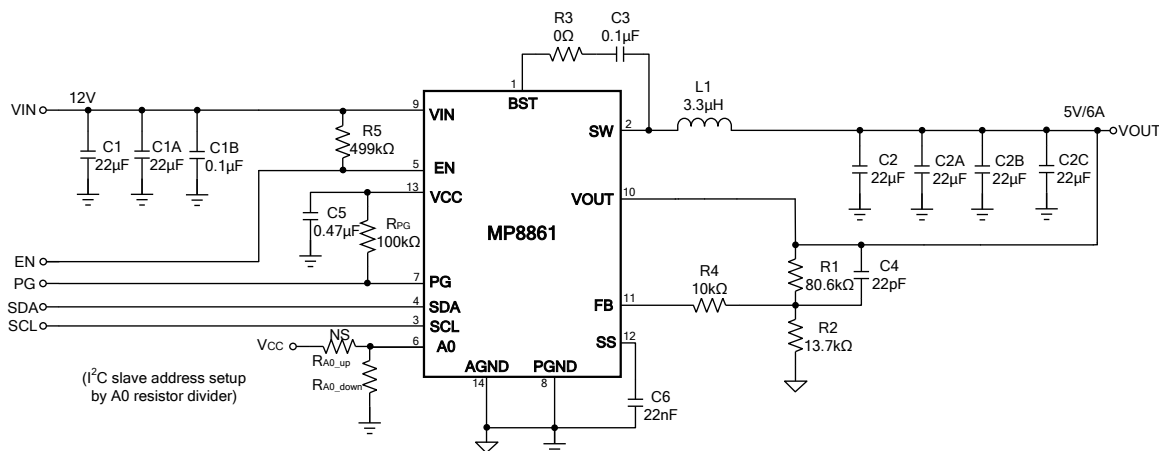 R3
0Ω
C3
0.1µF
1
BST
VIN
12V
9
VIN
C1
22µF
C1A
22µF
C1B
0.1µF
R5
499kΩ
5
EN
13
VCC
C5
0.47µF
RPG
100kΩ
EN
PG
7
PG
SDA
4
SDA
SCL
3
SCL
VCC
NS
6
A0
RA0_up
RA0_down
(I²C slave address setup
by A0 resistor divider)
MP8861
SW
2
L1
3.3µH
5V/6A
VOUT
C2
22µF
C2A
22µF
C2B
22µF
C2C
22µF
VOUT
10
R1
80.6kΩ
C4
22pF
FB
11
R4
10kΩ
R2
13.7kΩ
SS
12
C6
22nF
AGND
14
PGND
8